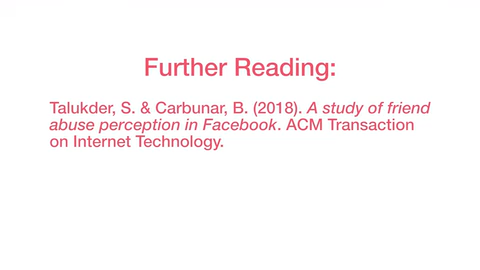 Further Reading:
Talukder, S. & Carbunar, B. (2018). A study of friend
abuse perception in Facebook. ACM Transaction
on Internet Technology.